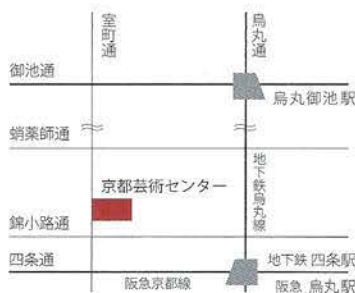 室町通
烏丸通
御池通
烏丸御池駅
蛸薬師通
地下鉄烏丸線
京都芸術センター
錦小路通
四条通
地下鉄 四条駅
阪急京都線
阪急 烏丸駅